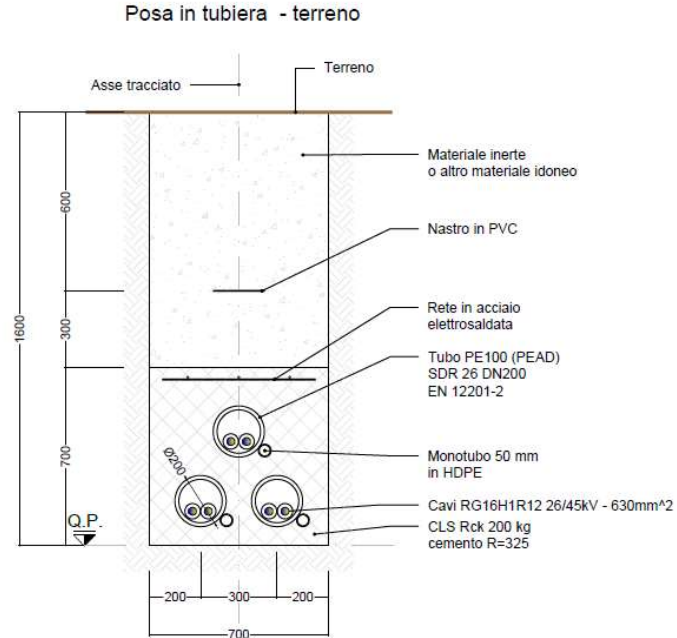 Posa in tubiera - terreno
Asse tracciato
Terreno
Materiale inerte
o altro materiale idoneo
600
Nastro in PVC
1600
300
Rete in acciaio
elettrosaldata
Tubo PE100 (PEAD)
SDR 26 DN200
EN 12201-2
700
Ø200
Monotubo 50 mm
in HDPE
Cavi RG16H1R12 26/45kV - 630mm^2
Q.P.
CLS Rck 200 kg
cemento R=325
200
300
200
700